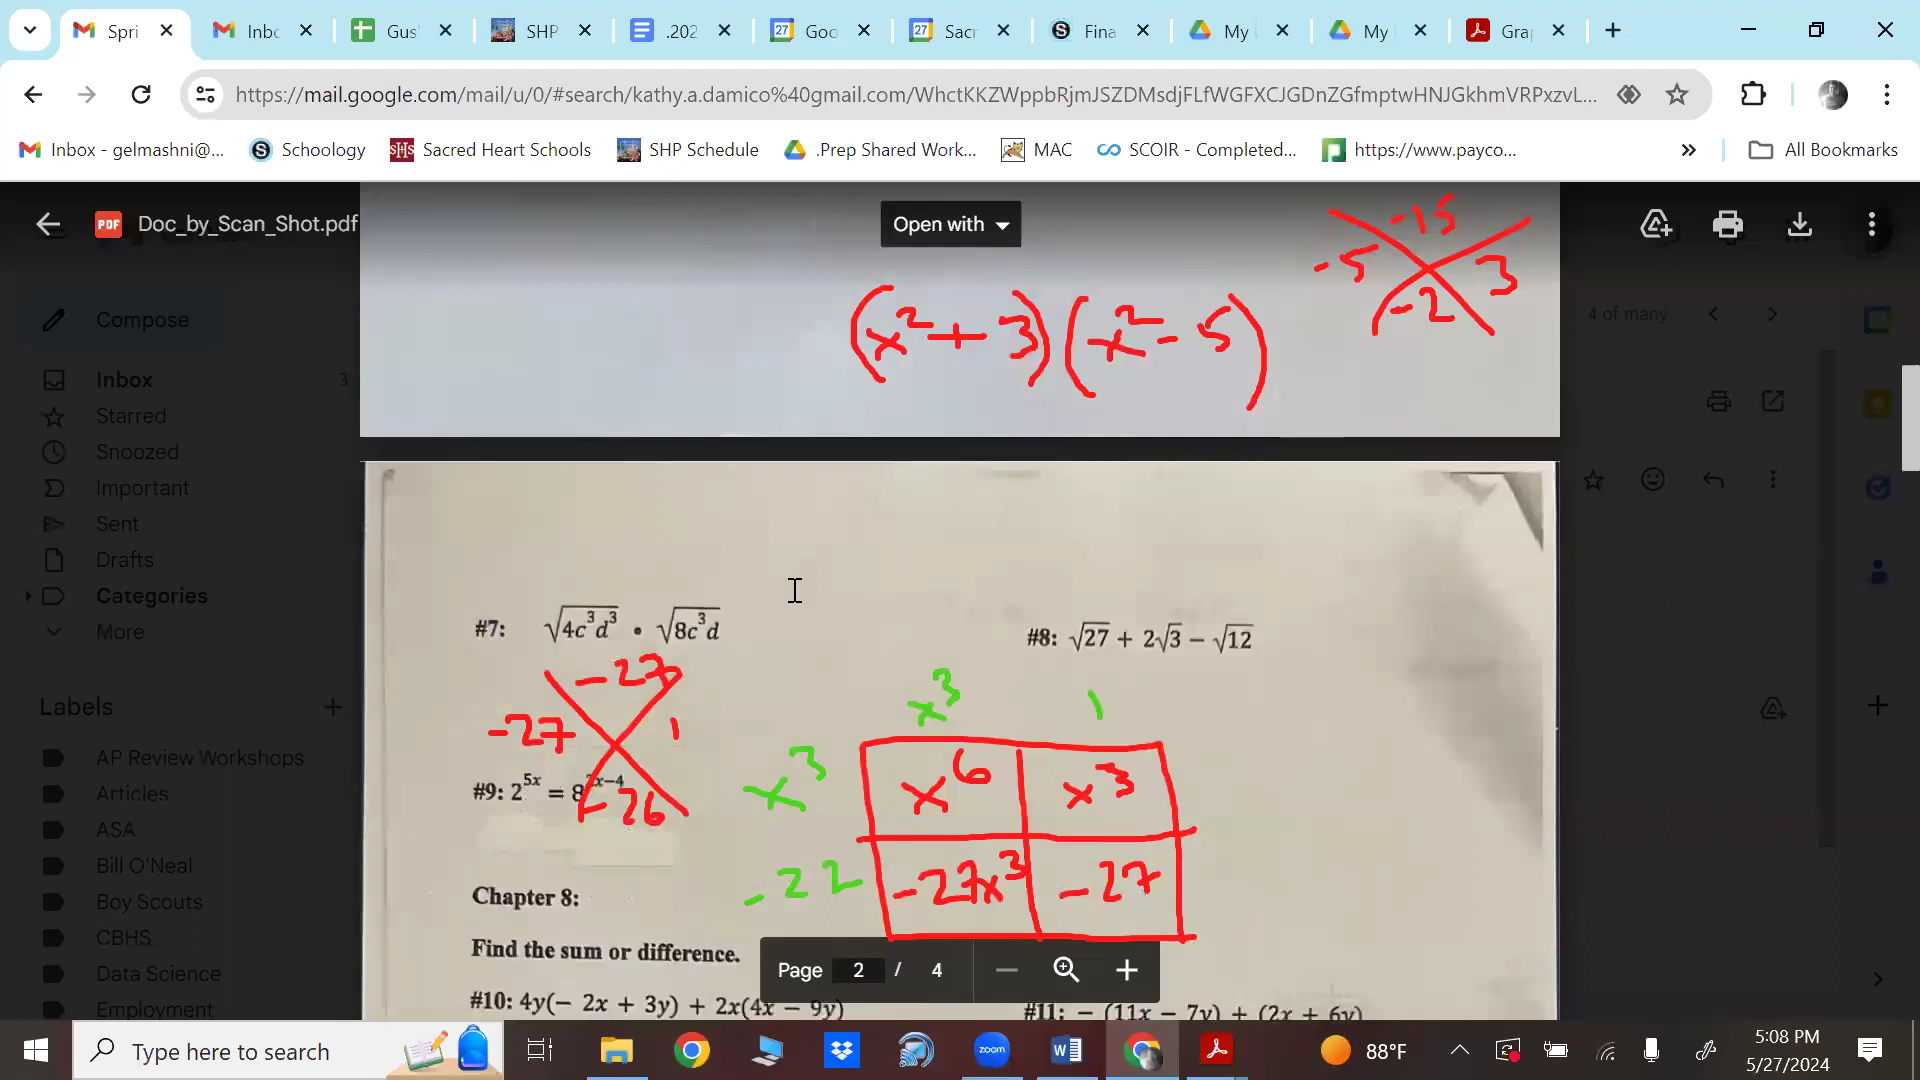 Spri
Inbc
Gus
SHP
.202
Goo
Sacr
Fina
My
My
Gra
https://mail.google.com/mail/u/0/#search/kathy.a.damico%40gmail.com/WhctKKZWppbRjmJSZDMsdjFLfWGFXCJGDnZGfmptwHNJGkhmVRPxzvL...
Inbox - gelmashni@...
Schoology
Sacred Heart Schools
SHP Schedule
.Prep Shared Work...
MAC
SCOIR - Completed...
https://www.payco...
»
All Bookmarks
PDF
Doc_by_Scan_Shot.pdf
Open with
-15
-5
3
-2
(x²+3)(x²-5)
Compose
4 of many
Inbox
3
Starred
Snoozed
Important
Sent
Drafts
Categories
More
Labels
AP Review Workshops
Articles
ASA
Bill O'Neal
Boy Scouts
CBHS
Data Science
Employment
#7: √4c³d³ • √8c³d
#8: √27 + 2√3 − √12
-27
-27
1
-26
x³
1
x³
x⁶
x³
-22
-27x³
-27
Chapter 8:
Find the sum or difference.
#10: 4y(− 2x + 3y) + 2x(4x − 9y)
#11: − (11x − 7y) + (2x + 6y)
Page 2 / 4
Type here to search
zoom
88°F
5:08 PM
5/27/2024